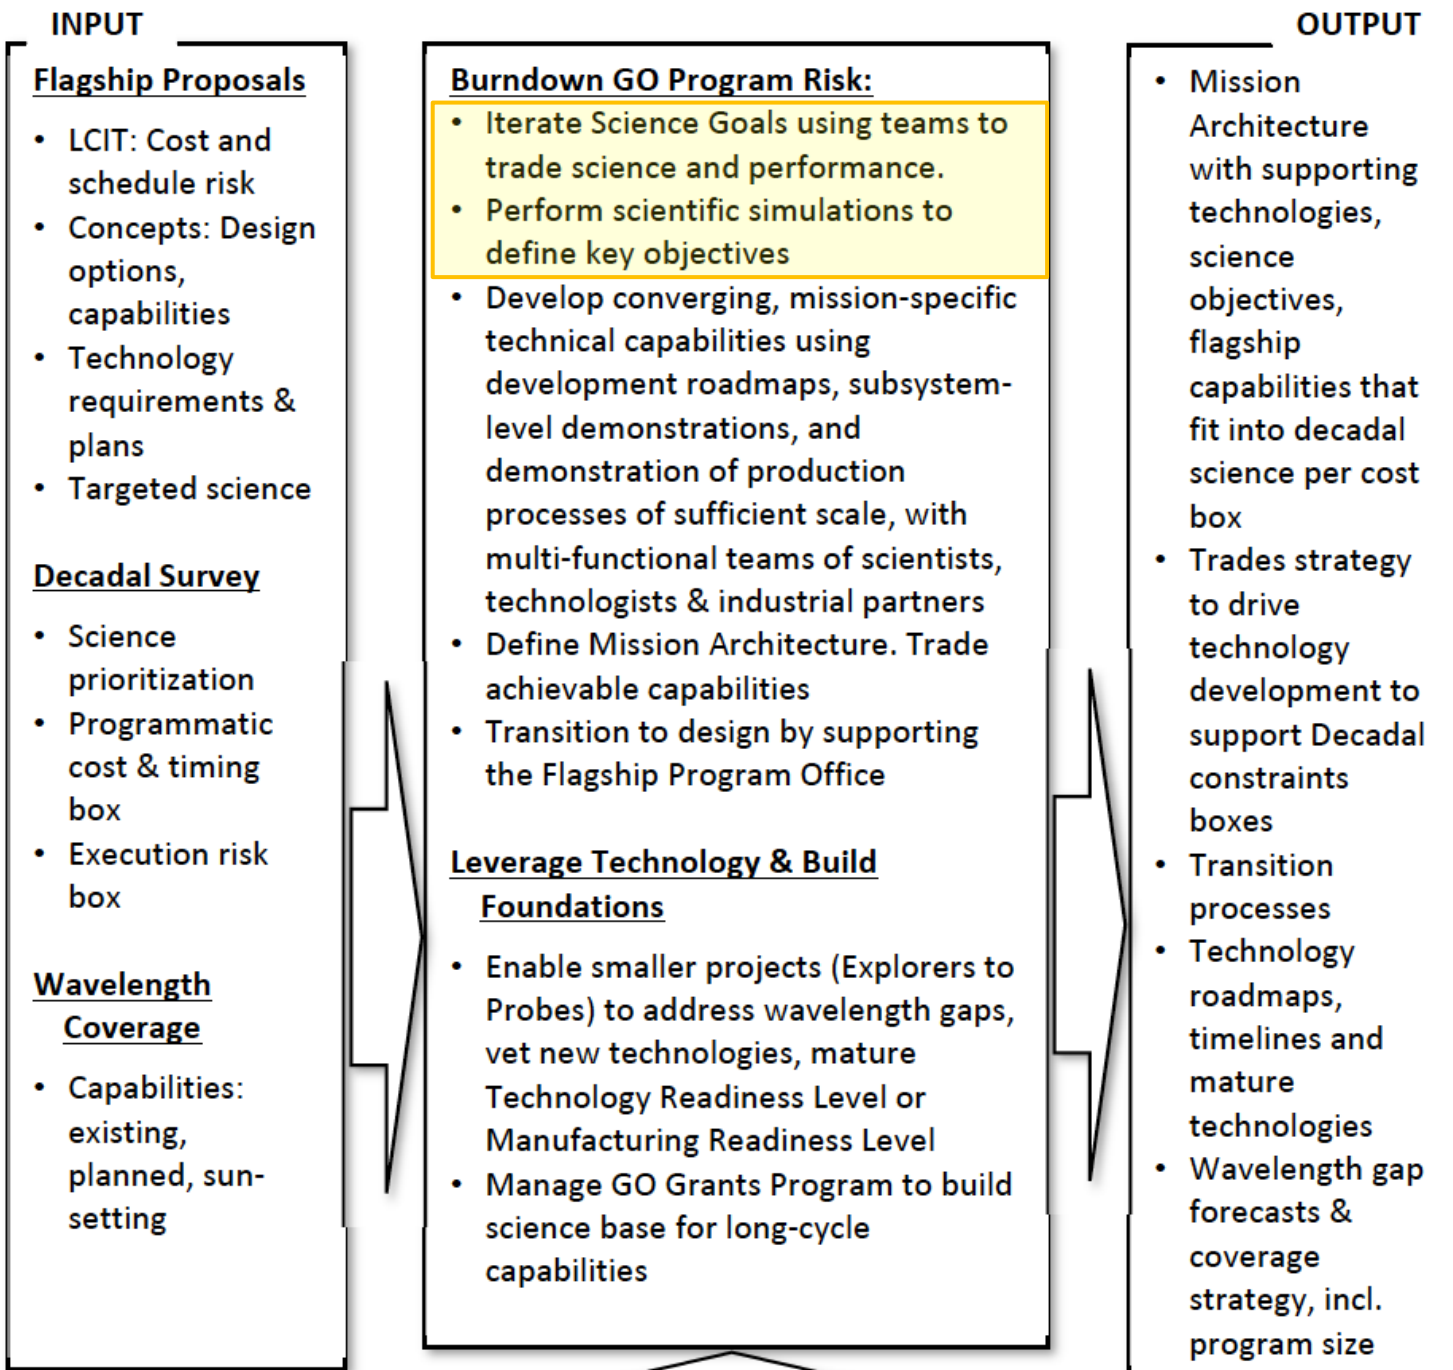 INPUT
Flagship Proposals
• LCIT: Cost and
schedule risk
• Concepts: Design
options,
capabilities
• Technology
requirements &
plans
• Targeted science
Decadal Survey
• Science
prioritization
• Programmatic
cost & timing
box
• Execution risk
box
Wavelength
Coverage
• Capabilities:
existing,
planned, sun-
setting
Burndown GO Program Risk:
• Iterate Science Goals using teams to
trade science and performance.
• Perform scientific simulations to
define key objectives
• Develop converging, mission-specific
technical capabilities using
development roadmaps, subsystem-
level demonstrations, and
demonstration of production
processes of sufficient scale, with
multi-functional teams of scientists,
technologists & industrial partners
• Define Mission Architecture. Trade
achievable capabilities
• Transition to design by supporting
the Flagship Program Office
Leverage Technology & Build
Foundations
• Enable smaller projects (Explorers to
Probes) to address wavelength gaps,
vet new technologies, mature
Technology Readiness Level or
Manufacturing Readiness Level
• Manage GO Grants Program to build
science base for long-cycle
capabilities
OUTPUT
• Mission
Architecture
with supporting
technologies,
science
objectives,
flagship
capabilities that
fit into decadal
science per cost
box
• Trades strategy
to drive
technology
development to
support Decadal
constraints
boxes
• Transition
processes
• Technology
roadmaps,
timelines and
mature
technologies
• Wavelength gap
forecasts &
coverage
strategy, incl.
program size